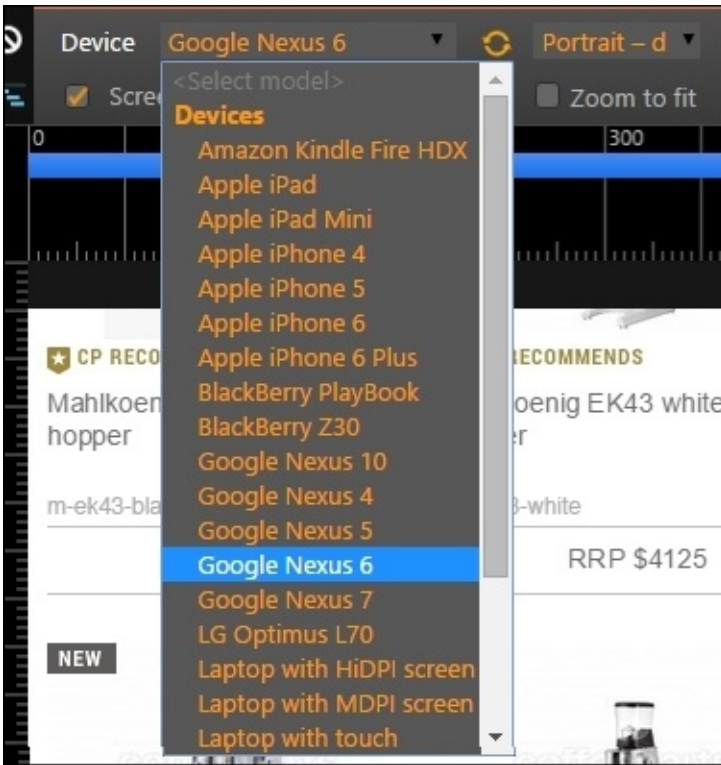 Device Google Nexus 6 Portrait – d
Scree Zoom to fit
<Select model>
Devices
Amazon Kindle Fire HDX
Apple iPad
Apple iPad Mini
Apple iPhone 4
Apple iPhone 5
Apple iPhone 6
Apple iPhone 6 Plus
BlackBerry PlayBook
BlackBerry Z30
Google Nexus 10
Google Nexus 4
Google Nexus 5
Google Nexus 6
Google Nexus 7
LG Optimus L70
Laptop with HiDPI screen
Laptop with MDPI screen
Laptop with touch
0 300
CP RECO ECOMMENDS
Mahlkoen oenig EK43 white
hopper er
m-ek43-bla 3-white
RRP $4125
NEW